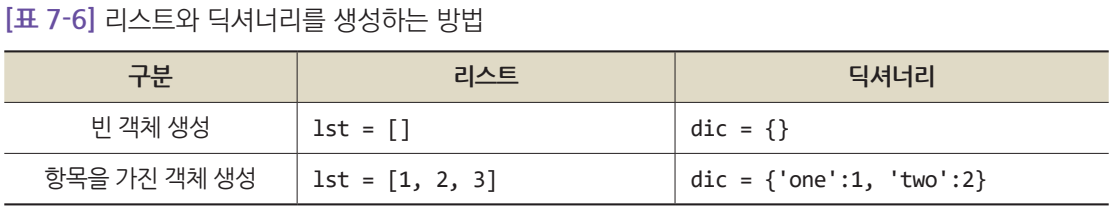 [표 7-6] 리스트와 딕셔너리를 생성하는 방법
구분 리스트 딕셔너리
빈 객체 생성 lst = [] dic = {}
항목을 가진 객체 생성 lst = [1, 2, 3] dic = {'one':1, 'two':2}